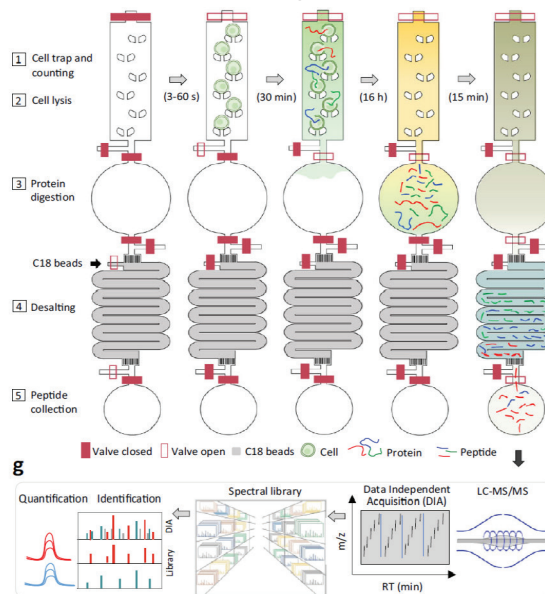 1 Cell trap and
counting
2 Cell lysis
(3-60 s) (30 min) (16 h) (15 min)
3 Protein
digestion
C18 beads
4 Desalting
5 Peptide
collection
Valve closed Valve open C18 beads Cell Protein Peptide
g
Quantification Identification
DIA
Library
Spectral library
Data Independent
Acquisition (DIA)
m/z
RT (min)
LC-MS/MS